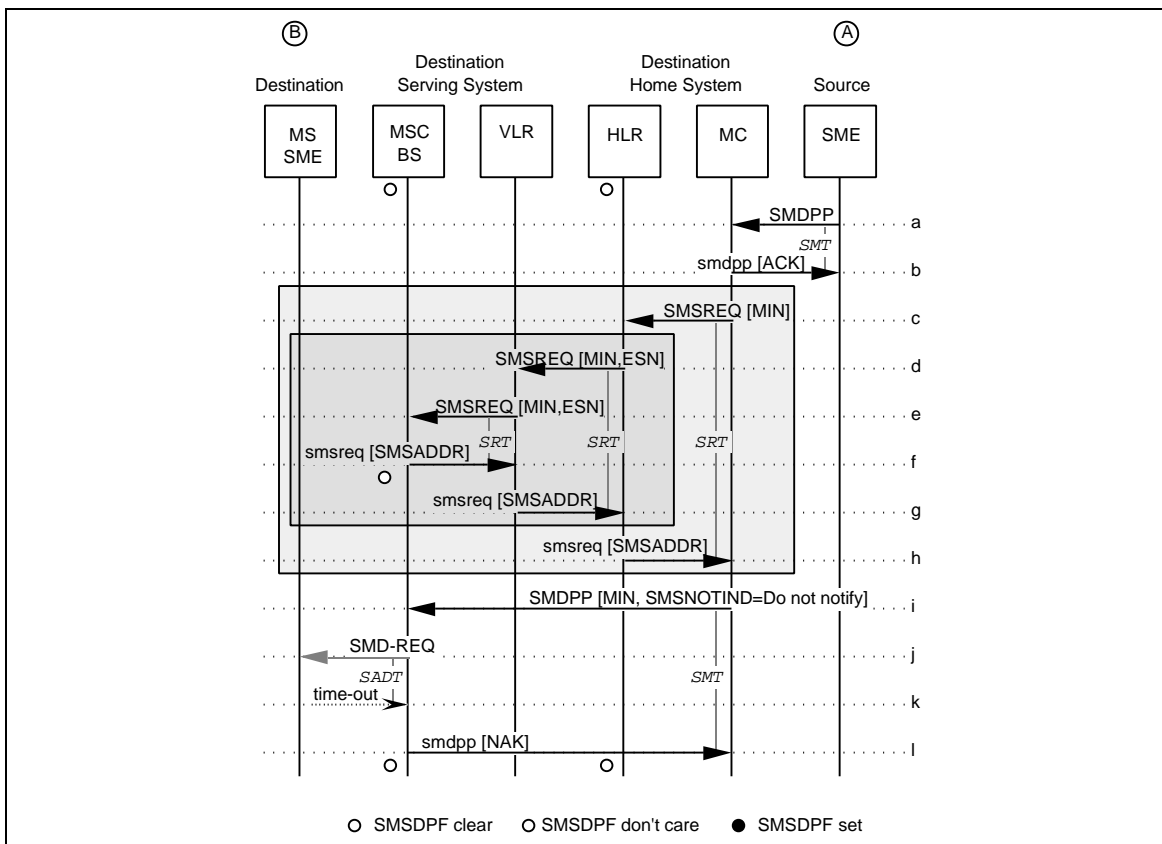 B
A
Destination
Destination
Serving System
Destination
Home System
Source
MS
SME
MSC
BS
VLR
HLR
MC
SME
SMDPP
a
SMT
smdpp [ACK]
b
SMSREQ [MIN]
c
SMSREQ [MIN,ESN]
d
SMSREQ [MIN,ESN]
e
SRT
SRT
SRT
smsreq [SMSADDR]
f
smsreq [SMSADDR]
g
smsreq [SMSADDR]
h
SMDPP [MIN, SMSNOTIND=Do not notify]
i
SMD-REQ
j
SADT
SMT
time-out
k
smdpp [NAK]
l
SMSDPF clear
SMSDPF don't care
SMSDPF set